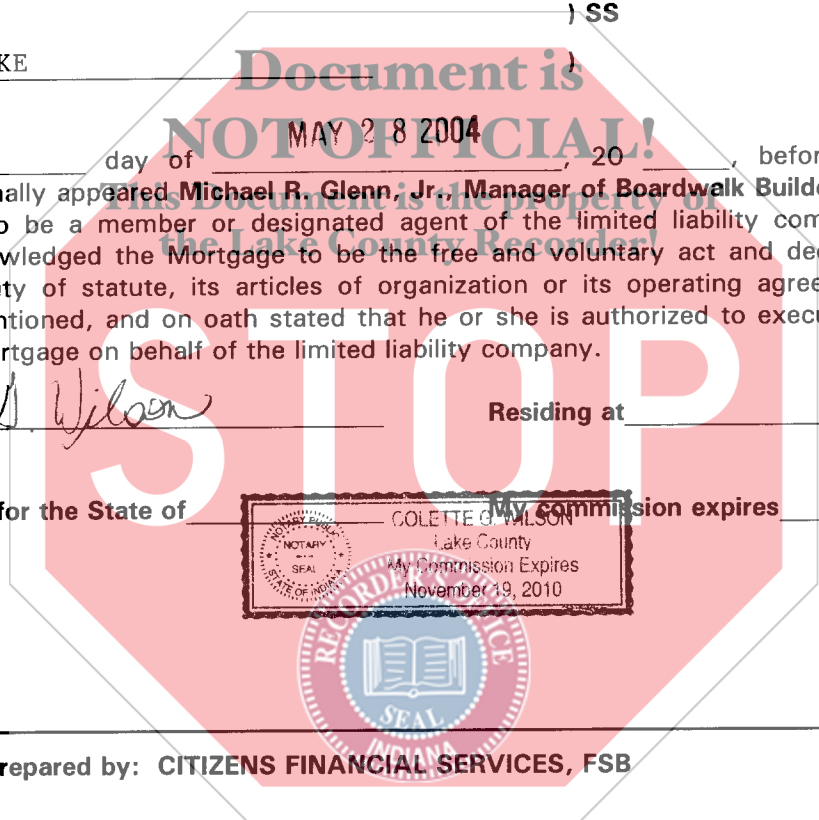 ) SS
KE )
Document is
NOT OFFICIAL!
This Document is the property of
the Lake County Recorder!
MAY 28 2004
day of , 20 , befor
nally appeared Michael R. Glenn, Jr., Manager of Boardwalk Builde
o be a member or designated agent of the limited liability com
wledged the Mortgage to be the free and voluntary act and dee
ty of statute, its articles of organization or its operating agree
ntioned, and on oath stated that he or she is authorized to execu
rtgage on behalf of the limited liability company.
STOP
G. Wilson
Residing at
for the State of My commission expires
NOTARY PUBLIC
NOTARY
SEAL
STATE OF INDIANA
COLETTE G. WILSON
Lake County
My Commission Expires
November 19, 2010
RECORDER'S OFFICE
SEAL
INDIANA
repared by: CITIZENS FINANCIAL SERVICES, FSB